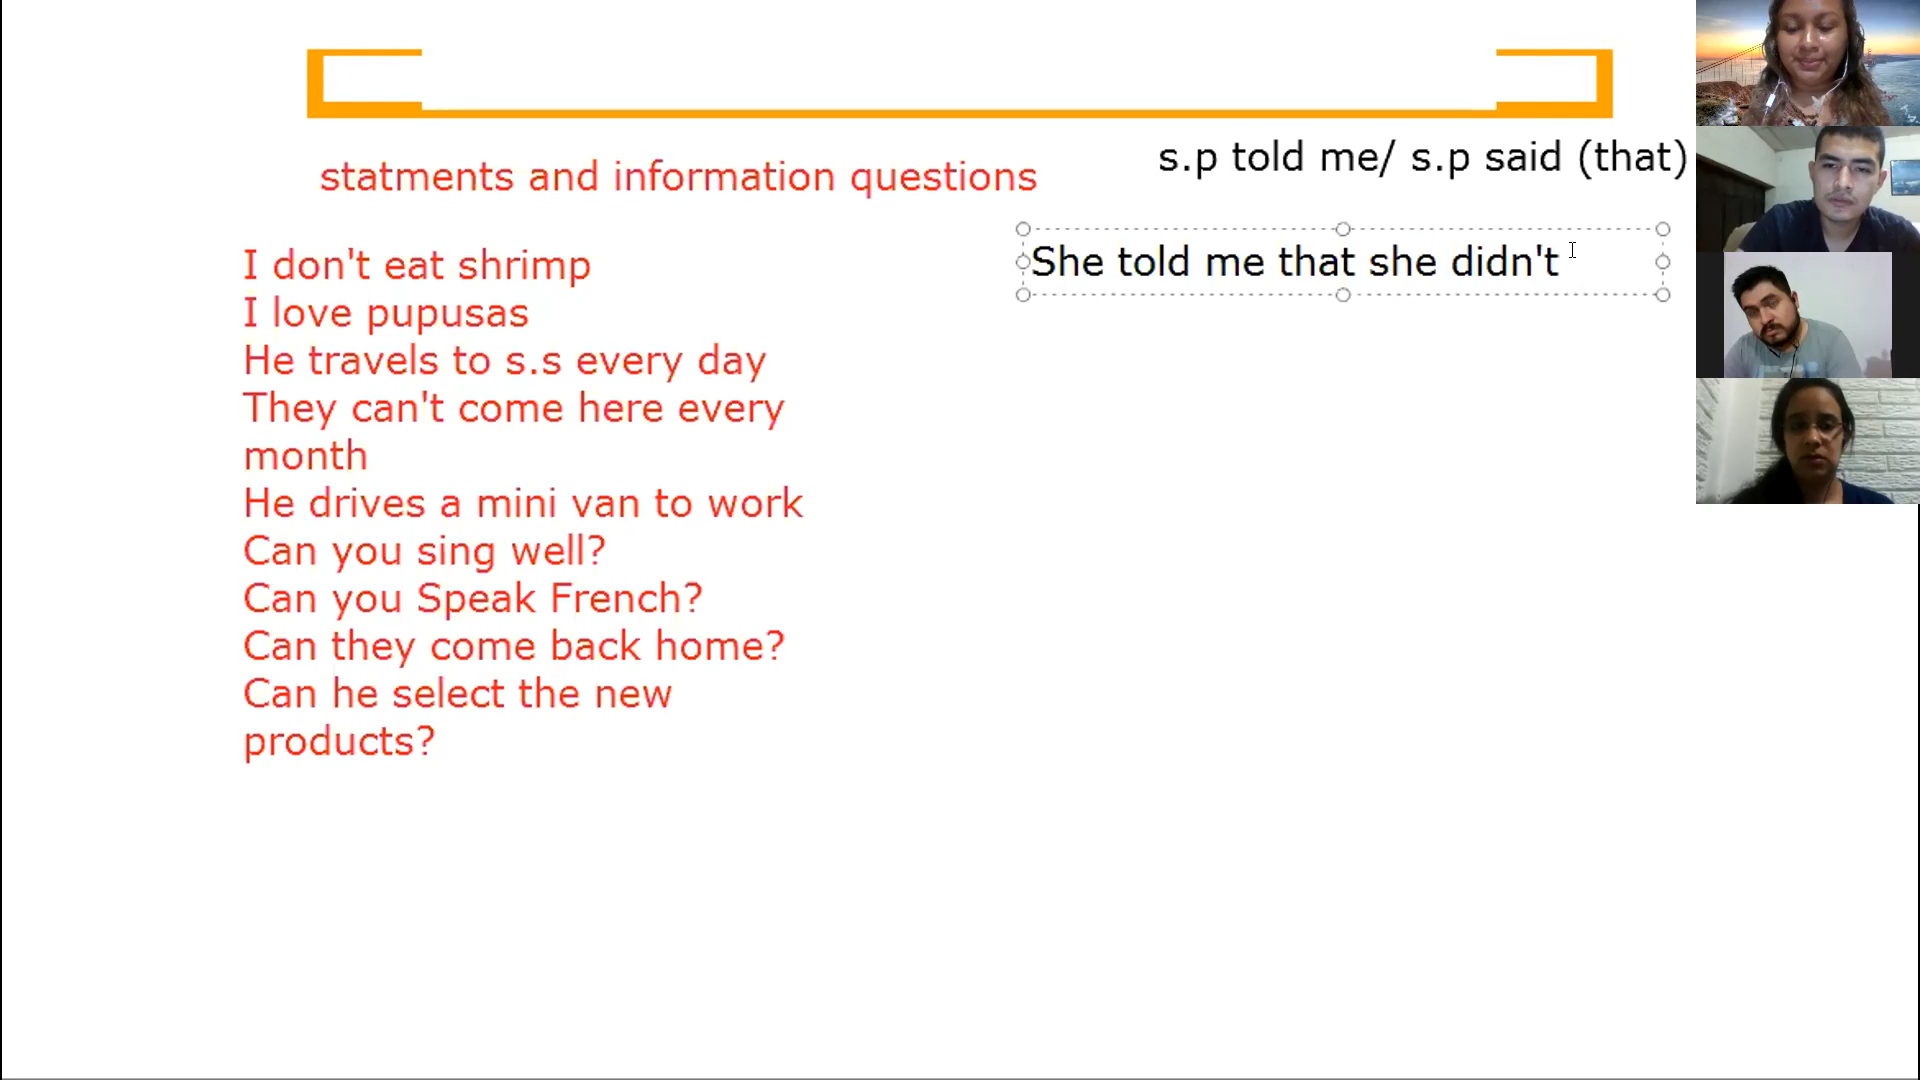 statments and information questions
s.p told me/ s.p said (that)
I don't eat shrimp
I love pupusas
He travels to s.s every day
They can't come here every
month
He drives a mini van to work
Can you sing well?
Can you Speak French?
Can they come back home?
Can he select the new
products?
She told me that she didn't